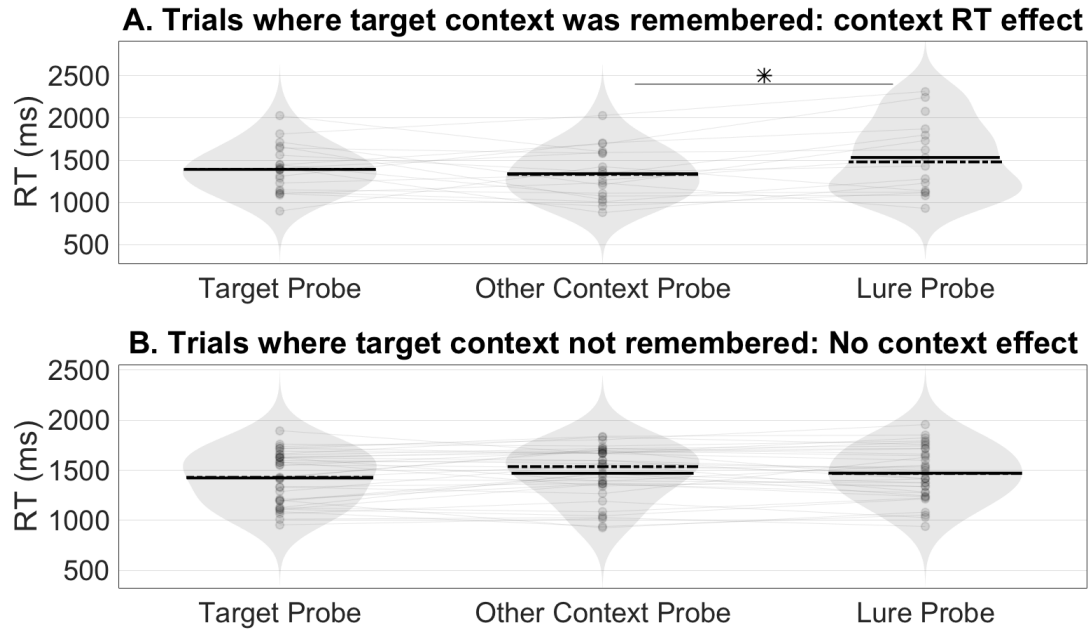 A. Trials where target context was remembered: context RT effect
2500
2000
1500
1000
500
RT (ms)
*
Target Probe Other Context Probe Lure Probe
B. Trials where target context not remembered: No context effect
2500
2000
1500
1000
500
RT (ms)
Target Probe Other Context Probe Lure Probe